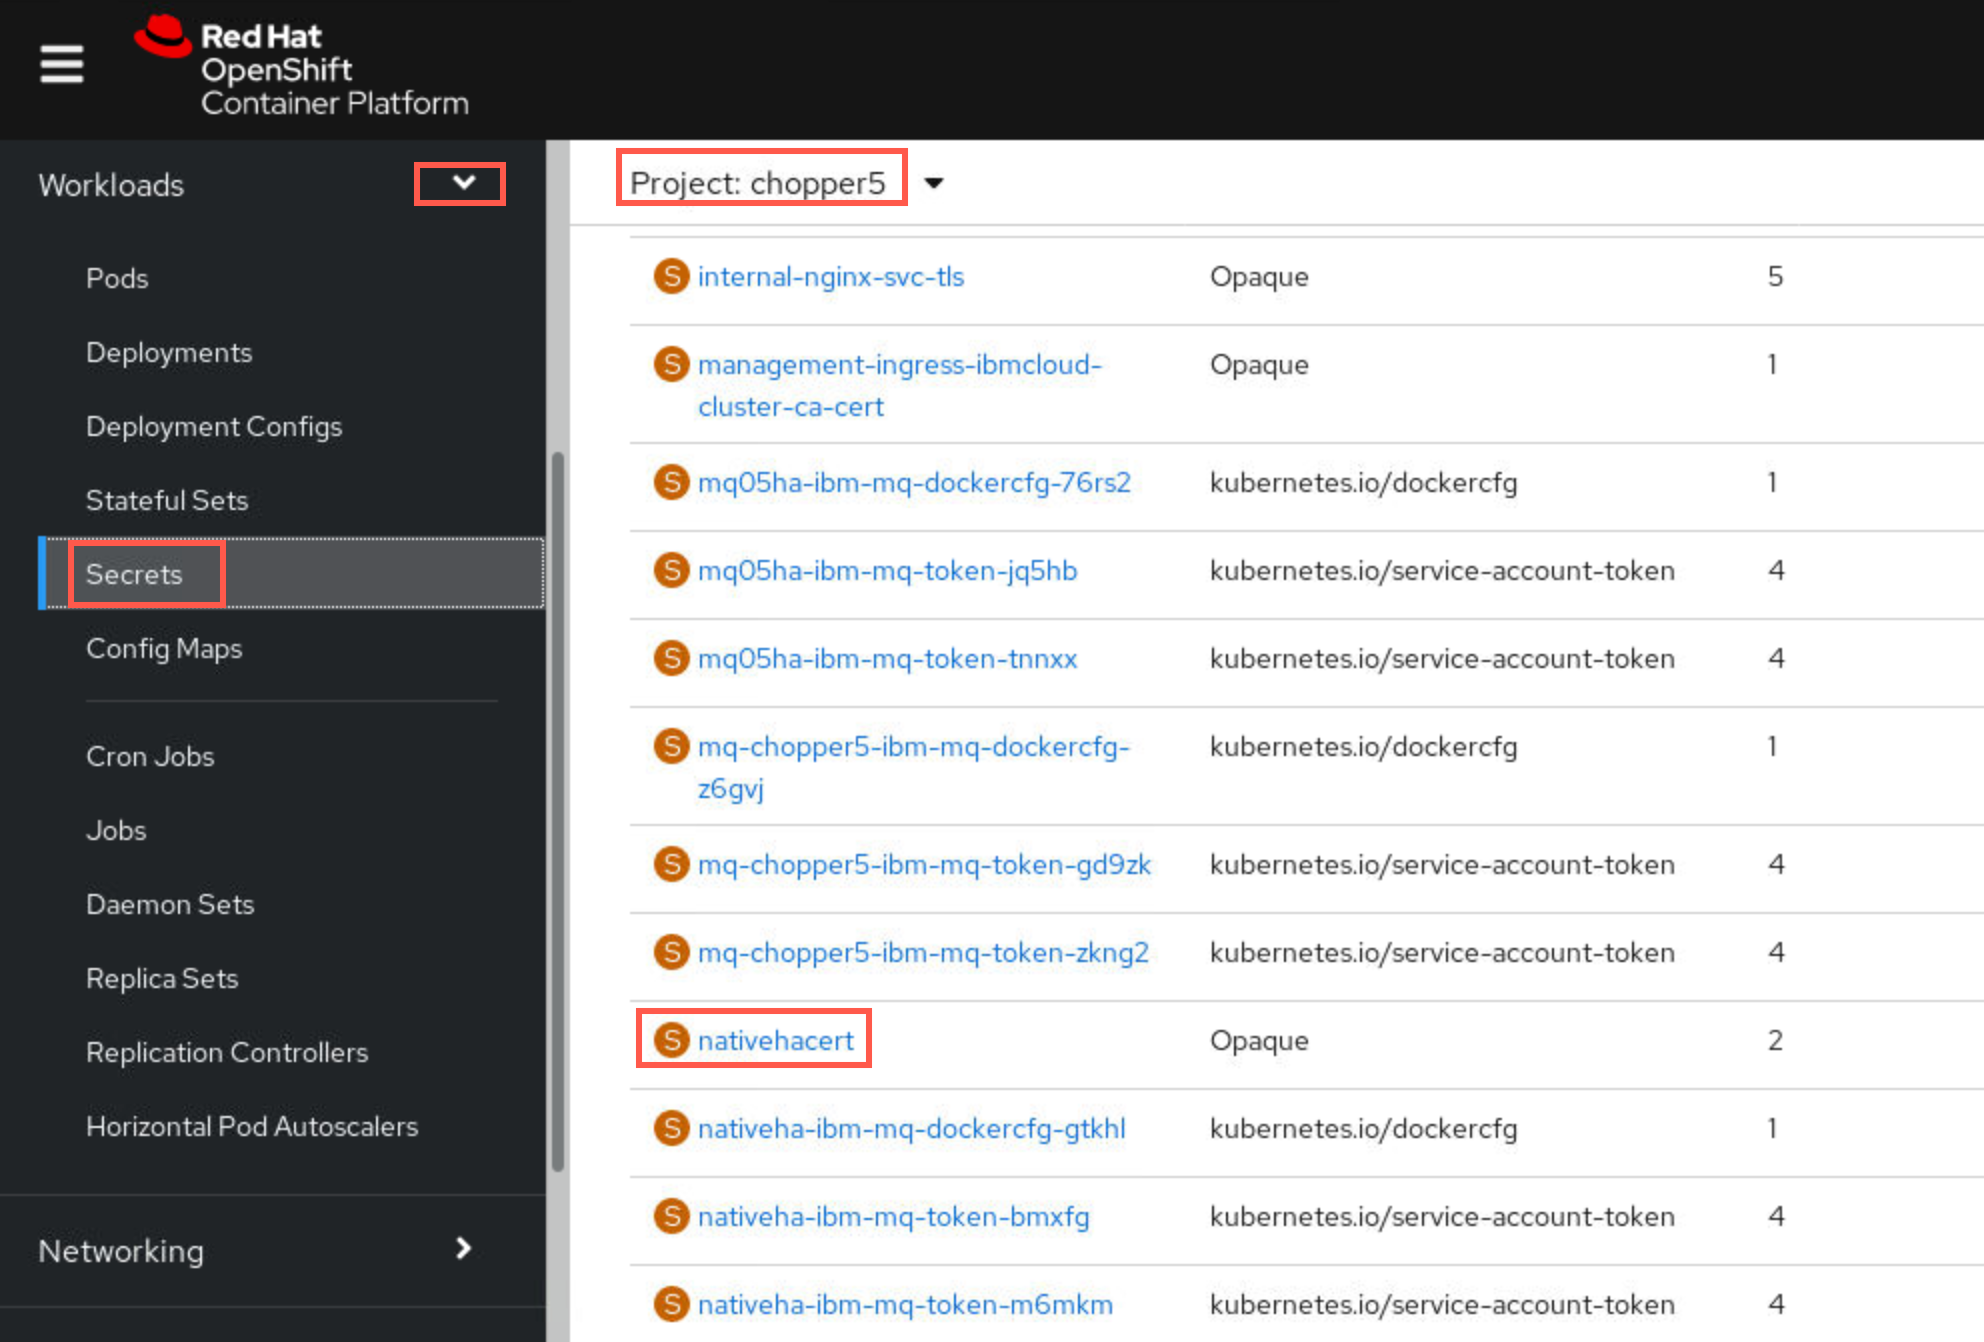 Red Hat
OpenShift
Container Platform
Workloads
Pods
Deployments
Deployment Configs
Stateful Sets
Secrets
Config Maps
Cron Jobs
Jobs
Daemon Sets
Replica Sets
Replication Controllers
Horizontal Pod Autoscalers
Networking
Project: chopper5
S internal-nginx-svc-tls Opaque 5
S management-ingress-ibmcloud- Opaque 1
cluster-ca-cert
S mq05ha-ibm-mq-dockercfg-76rs2 kubernetes.io/dockercfg 1
S mq05ha-ibm-mq-token-jq5hb kubernetes.io/service-account-token 4
S mq05ha-ibm-mq-token-tnnxx kubernetes.io/service-account-token 4
S mq-chopper5-ibm-mq-dockercfg- kubernetes.io/dockercfg 1
z6gvj
S mq-chopper5-ibm-mq-token-gd9zk kubernetes.io/service-account-token 4
S mq-chopper5-ibm-mq-token-zkng2 kubernetes.io/service-account-token 4
S nativehacert Opaque 2
S nativeha-ibm-mq-dockercfg-gtkhl kubernetes.io/dockercfg 1
S nativeha-ibm-mq-token-bmxfg kubernetes.io/service-account-token 4
S nativeha-ibm-mq-token-m6mkm kubernetes.io/service-account-token 4